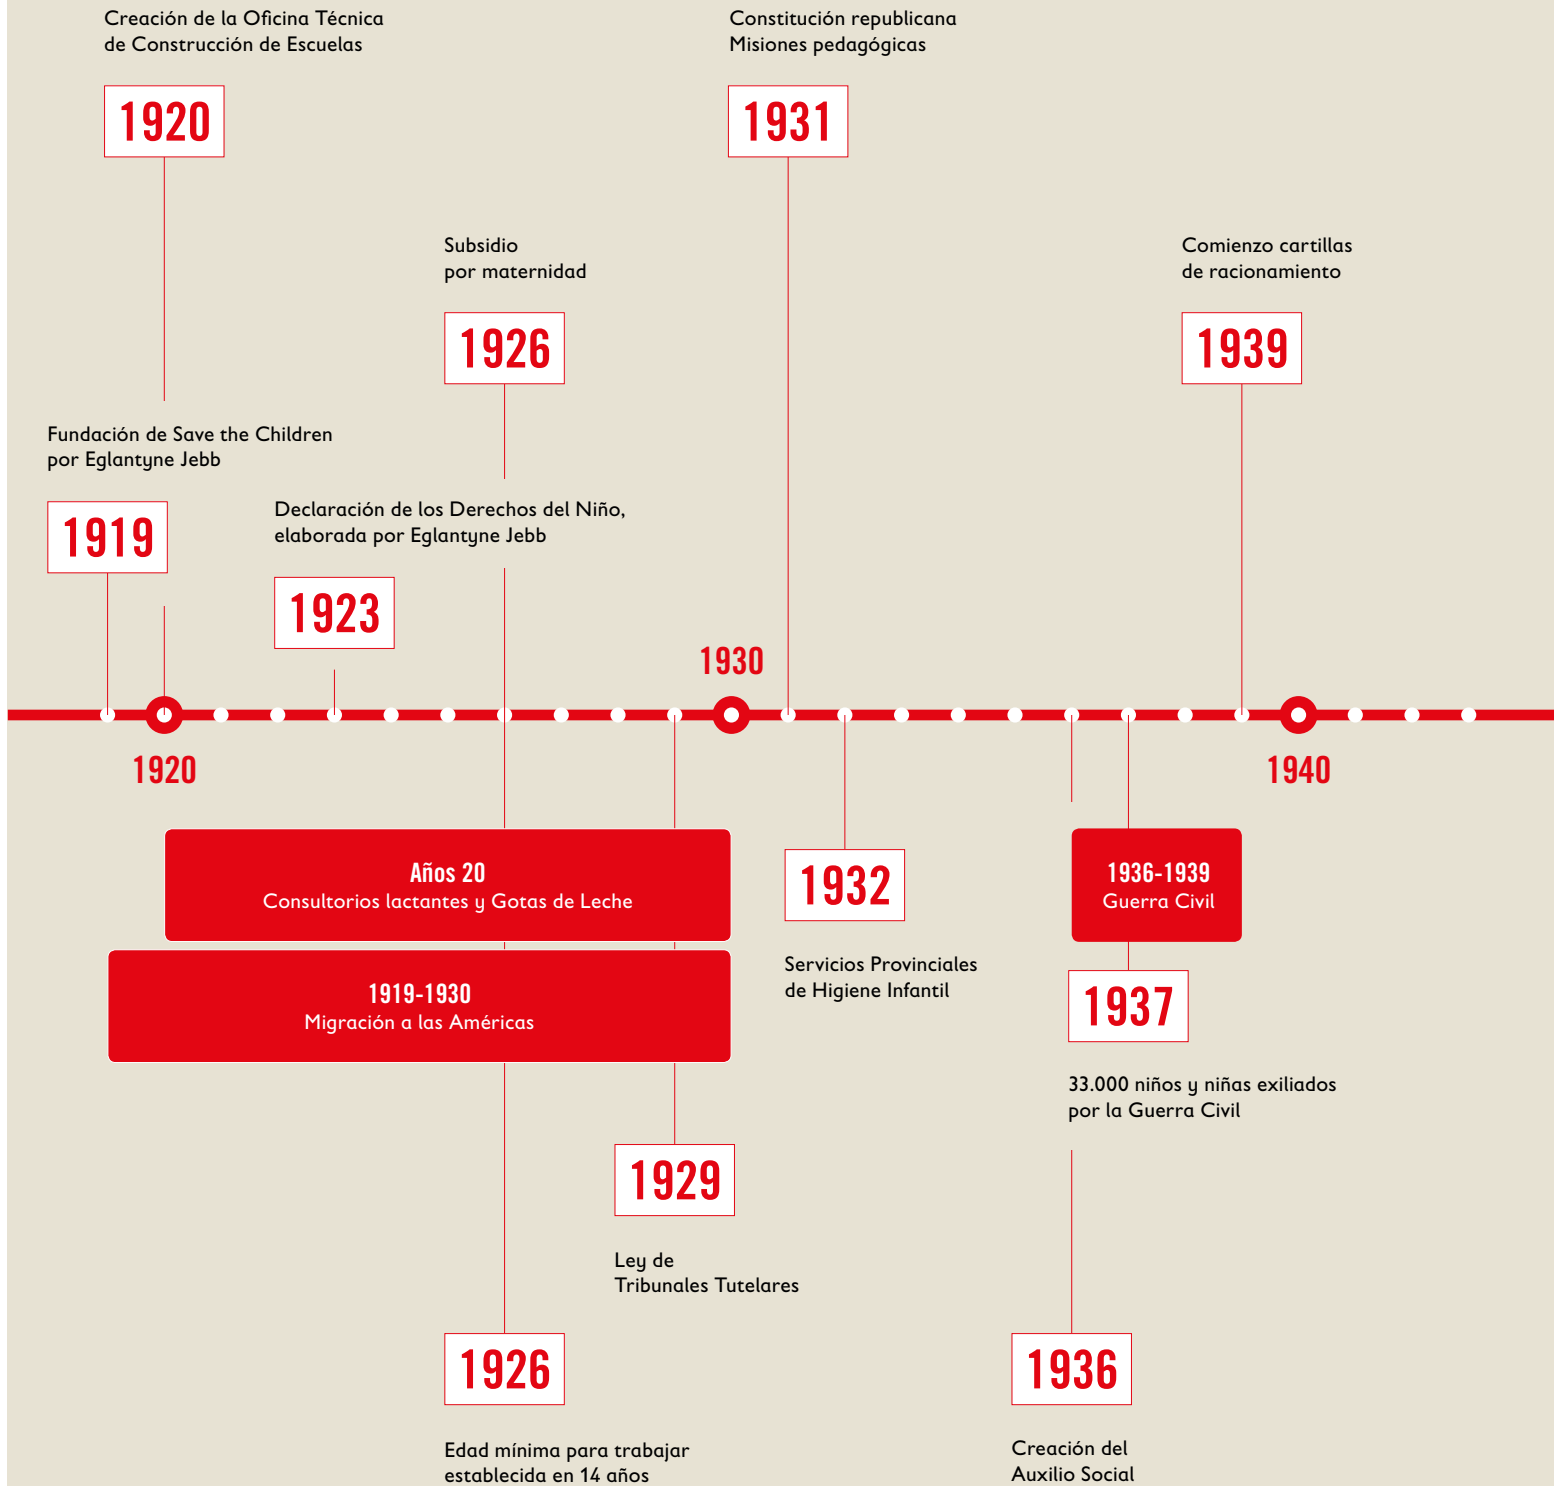 Creación de la Oficina Técnica
de Construcción de Escuelas
1920
Constitución republicana
Misiones pedagógicas
1931
Subsidio
por maternidad
1926
Comienzo cartillas
de racionamiento
1939
Fundación de Save the Children
por Eglantyne Jebb
1919
Declaración de los Derechos del Niño,
elaborada por Eglantyne Jebb
1923
1930
1920
1940
Años 20
Consultorios lactantes y Gotas de Leche
1919-1930
Migración a las Américas
1932
Servicios Provinciales
de Higiene Infantil
1936-1939
Guerra Civil
1937
33.000 niños y niñas exiliados
por la Guerra Civil
1929
Ley de
Tribunales Tutelares
1926
Edad mínima para trabajar
establecida en 14 años
1936
Creación del
Auxilio Social